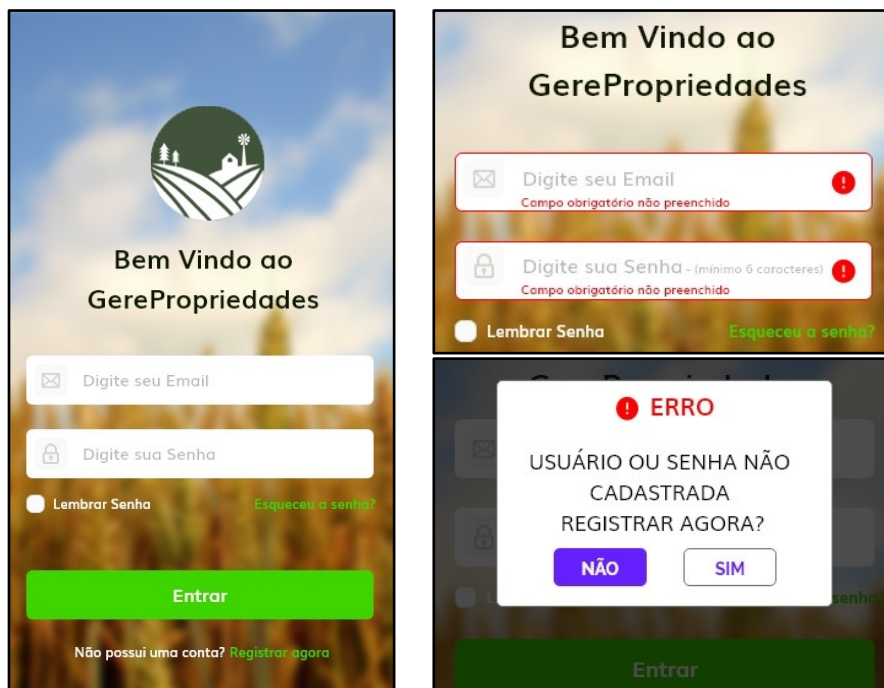 Bem Vindo ao
GerePropriedades
Digite seu Email
Digite sua Senha
Lembrar Senha
Esqueceu a senha?
Entrar
Não possui uma conta? Registrar agora
Bem Vindo ao
GerePropriedades
Digite seu Email
Campo obrigatório não preenchido
Digite sua Senha - (mínimo 6 caracteres)
Campo obrigatório não preenchido
Lembrar Senha
Esqueceu a senha?
ERRO
USUÁRIO OU SENHA NÃO
CADASTRADA
REGISTRAR AGORA?
NÃO
SIM
senha?
Entrar